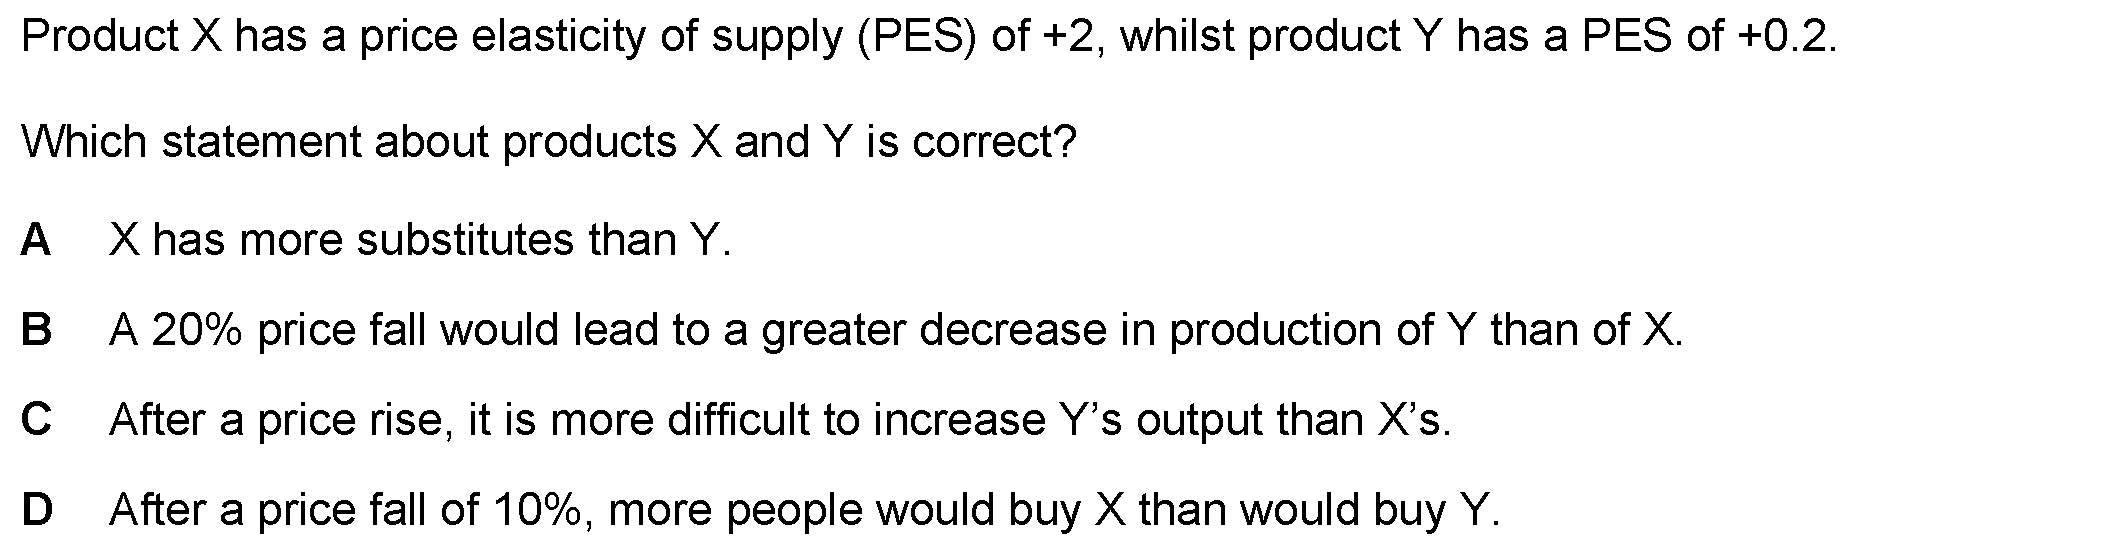 Product X has a price elasticity of supply (PES) of +2, whilst product Y has a PES of +0.2.
Which statement about products X and Y is correct?
A X has more substitutes than Y.
B A 20% price fall would lead to a greater decrease in production of Y than of X.
C After a price rise, it is more difficult to increase Y’s output than X’s.
D After a price fall of 10%, more people would buy X than would buy Y.